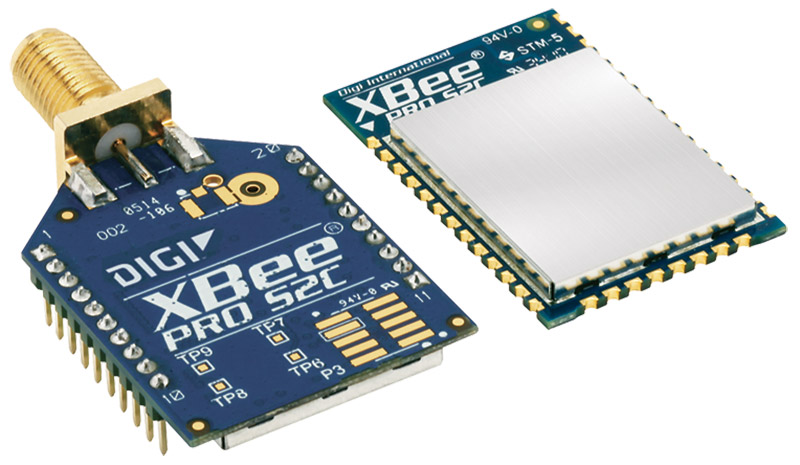 20
0514
-106
002
1
DIGI
XBee®
PRO S2C
94V-0
11
TP7
TP9
TP6
P3
TP8
10
94V-0
STM-5
Digi International
XBee®
PRO S2C